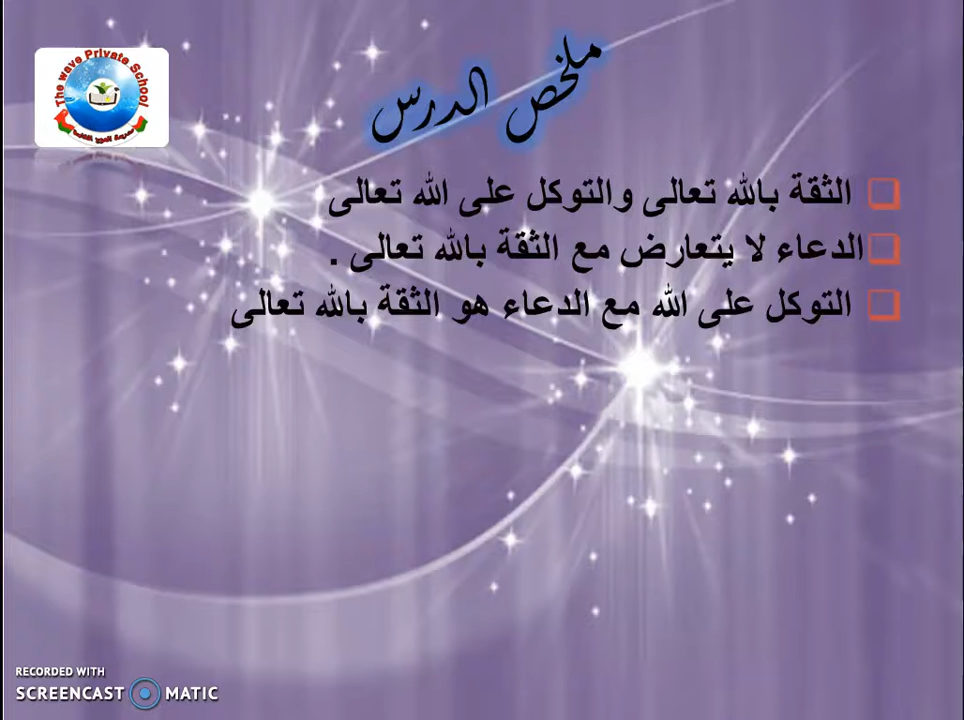 The wave Private School
ملخص الدرس
الثقة بالله تعالى والتوكل على الله تعالى
الدعاء لا يتعارض مع الثقة بالله تعالى .
التوكل على الله مع الدعاء هو الثقة بالله تعالى
RECORDED WITH
SCREENCAST MATIC